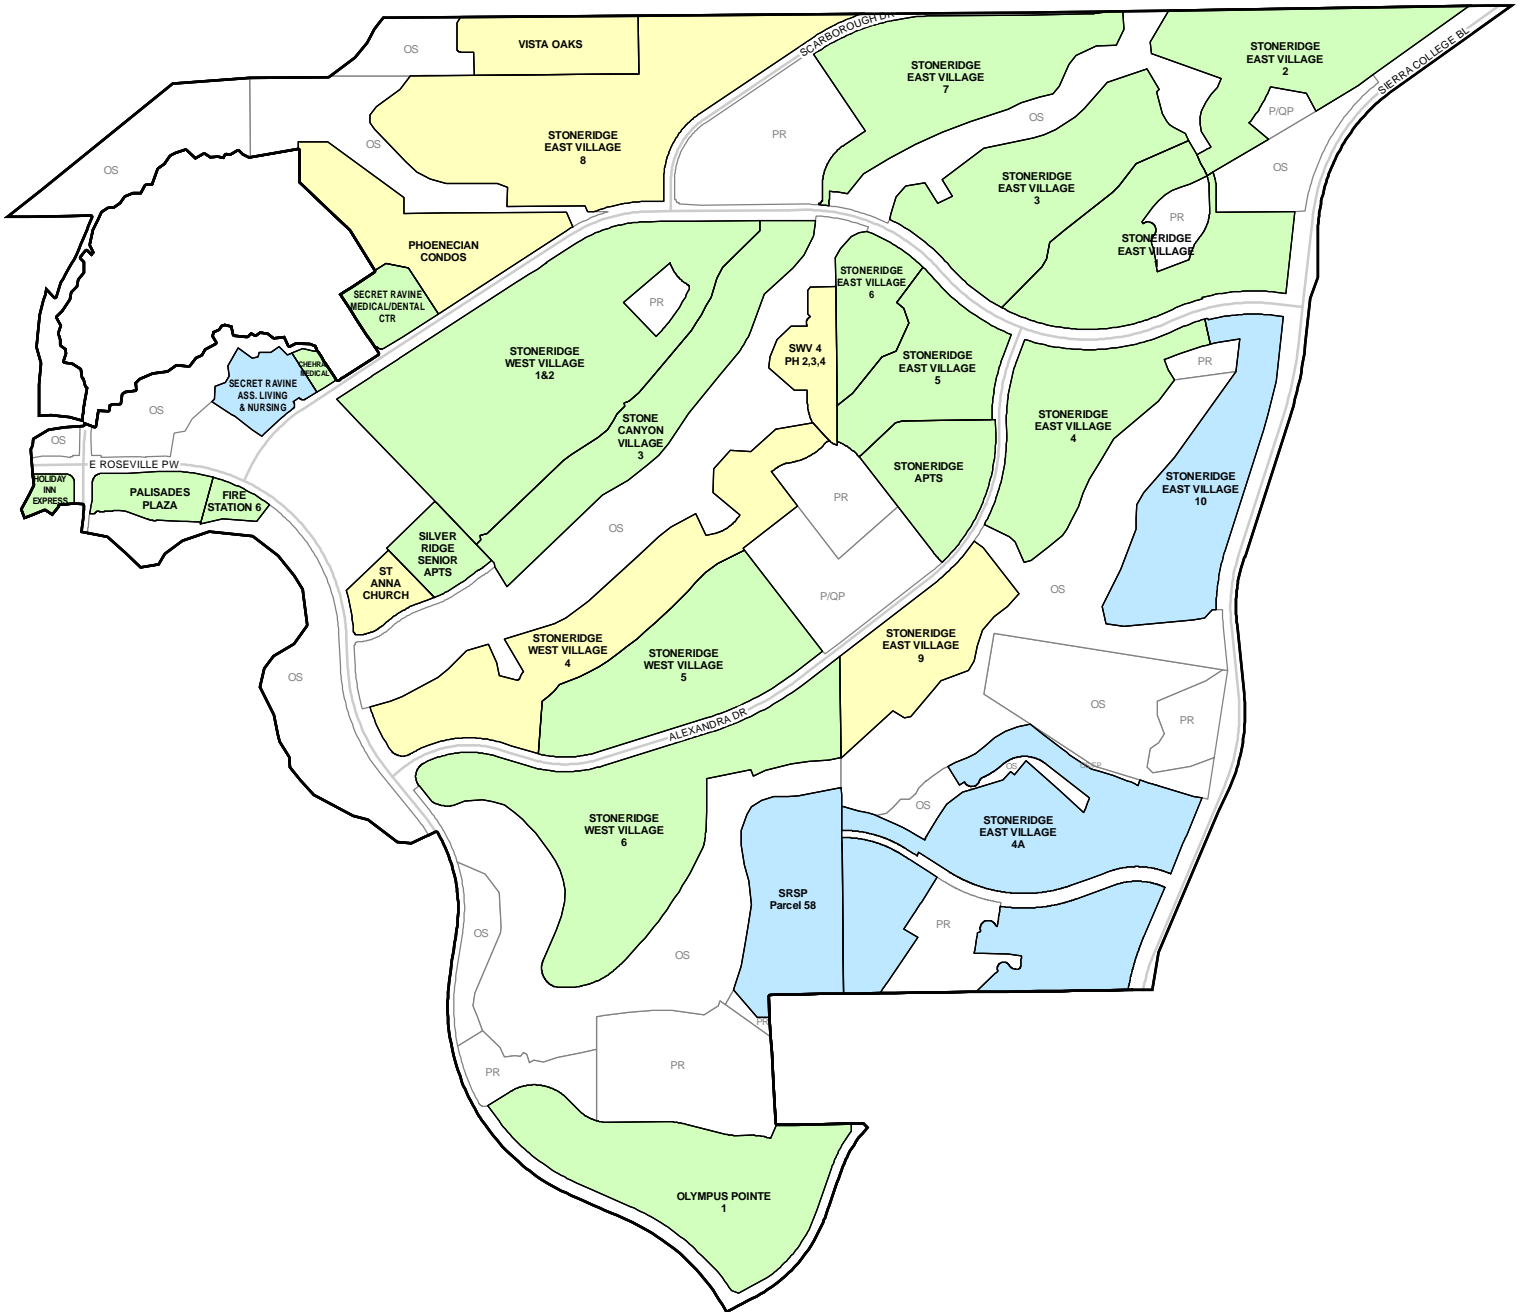 SCARBOROUGH DR
OS
VISTA OAKS
STONERIDGE
EAST VILLAGE
2
STONERIDGE
EAST VILLAGE
7
SIERRA COLLEGE BL
P/QP
OS
PR
STONERIDGE
EAST VILLAGE
8
OS
OS
OS
STONERIDGE
EAST VILLAGE
3
PR
STONERIDGE
EAST VILLAGE
1
PHOENECIAN
CONDOS
STONERIDGE
EAST VILLAGE
6
SECRET RAVINE
MEDICAL/DENTAL
CTR
PR
STONERIDGE
WEST VILLAGE
1&2
SWV 4
PH 2,3,4
STONERIDGE
EAST VILLAGE
5
PR
CHEHRAZI
MEDICAL
SECRET RAVINE
ASS. LIVING
& NURSING
OS
STONE
CANYON
VILLAGE
3
STONERIDGE
EAST VILLAGE
4
OS
E ROSEVILLE PW
STONERIDGE
APTS
STONERIDGE
EAST VILLAGE
10
HOLIDAY
INN
EXPRESS
PALISADES
PLAZA
FIRE
STATION 6
PR
OS
SILVER
RIDGE
SENIOR
APTS
ST
ANNA
CHURCH
P/QP
OS
STONERIDGE
WEST VILLAGE
4
STONERIDGE
WEST VILLAGE
5
STONERIDGE
EAST VILLAGE
9
OS
OS
PR
ALEXANDRA DR
OS
OS
STONERIDGE
WEST VILLAGE
6
STONERIDGE
EAST VILLAGE
4A
SRSP
Parcel 58
OS
PR
OS
PR
PR
PR
OLYMPUS POINTE
1